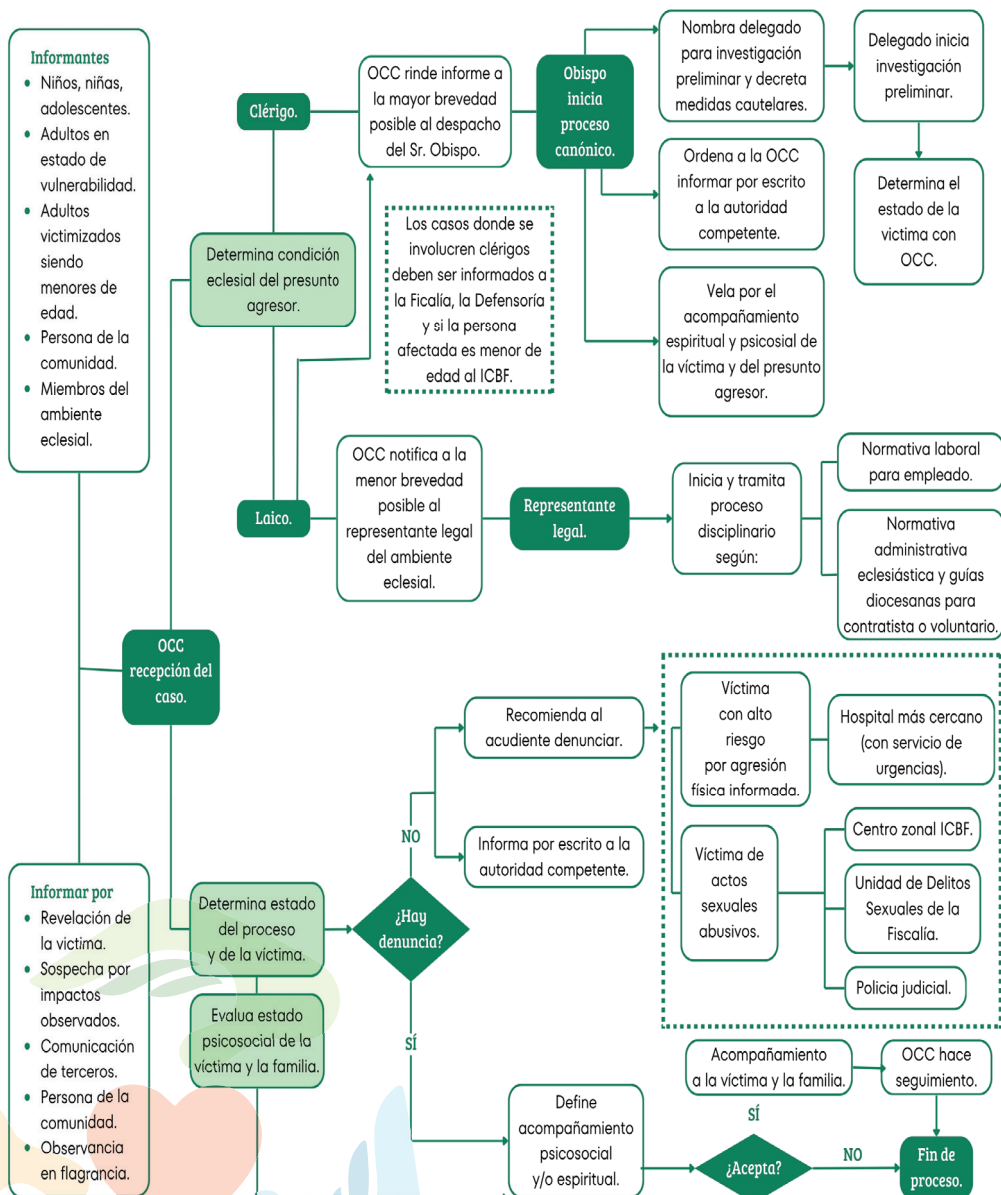 Informantes
• Niños, niñas,
adolescentes.
• Adultos en
estado de
vulnerabilidad.
• Adultos
victimizados
siendo
menores de
edad.
• Persona de la
comunidad.
• Miembros del
ambiente
eclesial.
Informar por
• Revelación de
la victima.
• Sospecha por
impactos
observados.
• Comunicación
de terceros.
• Persona de la
comunidad.
• Observancia
en flagrancia.
OCC
recepción del
caso.
Determina condición
eclesial del presunto
agresor.
Clérigo.
OCC rinde informe a
la mayor brevedad
posible al despacho
del Sr. Obispo.
Obispo
inicia
proceso
canónico.
Nombra delegado
para investigación
preliminar y decreta
medidas cautelares.
Delegado inicia
investigación
preliminar.
Determina el
estado de la
victima con
OCC.
Ordena a la OCC
informar por escrito
a la autoridad
competente.
Vela por el
acompañamiento
espiritual y psicosial de
la víctima y del presunto
agresor.
Los casos donde se
involucren clérigos
deben ser informados a
la Ficalía, la Defensoría
y si la persona
afectada es menor de
edad al ICBF.
Laico.
OCC notifica a la
menor brevedad
posible al
representante legal
del ambiente
eclesial.
Representante
legal.
Inicia y tramita
proceso
disciplinario
según:
Normativa laboral
para empleado.
Normativa
administrativa
eclesiástica y guías
diocesanas para
contratista o voluntario.
Determina estado
del proceso
y de la víctima.
Evalua estado
psicosocial de la
víctima y la familia.
¿Hay
denuncia?
NO
Recomienda al
acudiente denunciar.
Informa por escrito a la
autoridad competente.
Víctima
con alto
riesgo
por agresión
física informada.
Hospital más cercano
(con servicio de
urgencias).
Víctima de
actos
sexuales
abusivos.
Centro zonal ICBF.
Unidad de Delitos
Sexuales de la
Fiscalía.
Policia judicial.
SÍ
Define
acompañamiento
psicosocial
y/o espiritual.
¿Acepta?
SÍ
Acompañamiento
a la víctima y la familia.
OCC hace
seguimiento.
NO
Fin de
proceso.